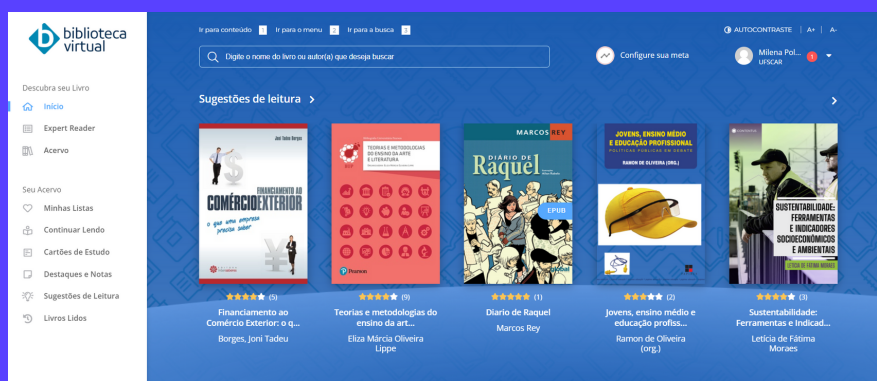 biblioteca
virtual
Descubra seu Livro
Início
Expert Reader
Acervo
Seu Acervo
Minhas Listas
Continuar Lendo
Cartões de Estudo
Destaques e Notas
Sugestões de Leitura
Livros Lidos
Ir para conteúdo 1 Ir para o menu 2 Ir para a busca 3
AUTOCONTRASTE | A+ | A-
Digite o nome do livro ou autor(a) que deseja buscar
Configure sua meta
Milena Pol... 1
UFSCAR
Sugestões de leitura >
José Tadeu Borges
FINANCIAMENTO AO
COMÉRCIOEXTERIOR
o que uma empresa
precisa saber
TEORIAS E METODOLOGIAS
DO ENSINO DA ARTE
E LITERATURA
Pearson
MARCOS REY
DIÁRIO DE
Raquel
EPUB
global
JOVENS, ENSINO MÉDIO
E EDUCAÇÃO PROFISSIONAL
POLÍTICAS PÚBLICAS EM DEBATE
RAMON DE OLIVEIRA (ORG.)
SUSTENTABILIDADE:
FERRAMENTAS
E INDICADORES
SOCIOECONÔMICOS
E AMBIENTAIS
LETÍCIA DE FÁTIMA MORAES
(5)
Financiamento ao
Comércio Exterior: o q...
Borges, Joni Tadeu
(9)
Teorias e metodologias do
ensino da art...
Eliza Márcia Oliveira
Lippe
(1)
Diario de Raquel
Marcos Rey
(2)
Jovens, ensino médio e
educação profiss...
Ramon de Oliveira
(org.)
(3)
Sustentabilidade:
Ferramentas e Indicad...
Letícia de Fátima
Moraes